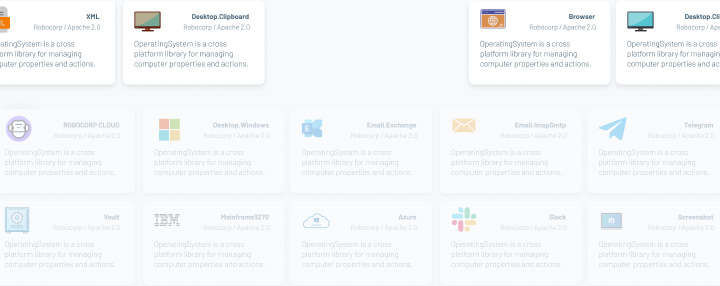 XML
Robocorp / Apache 2.0
OperatingSystem is a cross
platform library for managing
computer properties and actions.
Desktop.Clipboard
Robocorp / Apache 2.0
OperatingSystem is a cross
platform library for managing
computer properties and actions.
Browser
Robocorp / Apache 2.0
OperatingSystem is a cross
platform library for managing
computer properties and actions.
Desktop.Cli
Robocorp / Apa
OperatingSystem is a cross
platform library for managing
computer properties and actions.
ROBOCORP CLOUD
Robocorp / Apache 2.0
OperatingSystem is a cross
platform library for managing
computer properties and actions.
Desktop.Windows
Robocorp / Apache 2.0
OperatingSystem is a cross
platform library for managing
computer properties and actions.
Email.Exchange
Robocorp / Apache 2.0
OperatingSystem is a cross
platform library for managing
computer properties and actions.
Email.ImapSmtp
Robocorp / Apache 2.0
OperatingSystem is a cross
platform library for managing
computer properties and actions.
Telegram
Robocorp / Apache 2.0
OperatingSystem is a cross
platform library for managing
computer properties and actions.
Vault
Robocorp / Apache 2.0
OperatingSystem is a cross
platform library for managing
computer properties and actions.
IBM
Mainframe3270
Robocorp / Apache 2.0
OperatingSystem is a cross
platform library for managing
computer properties and actions.
Azure
Robocorp / Apache 2.0
OperatingSystem is a cross
platform library for managing
computer properties and actions.
Slack
Robocorp / Apache 2.0
OperatingSystem is a cross
platform library for managing
computer properties and actions.
Screenshot
Robocorp / Apache 2.0
OperatingSystem is a cross
platform library for managing
computer properties and actions.